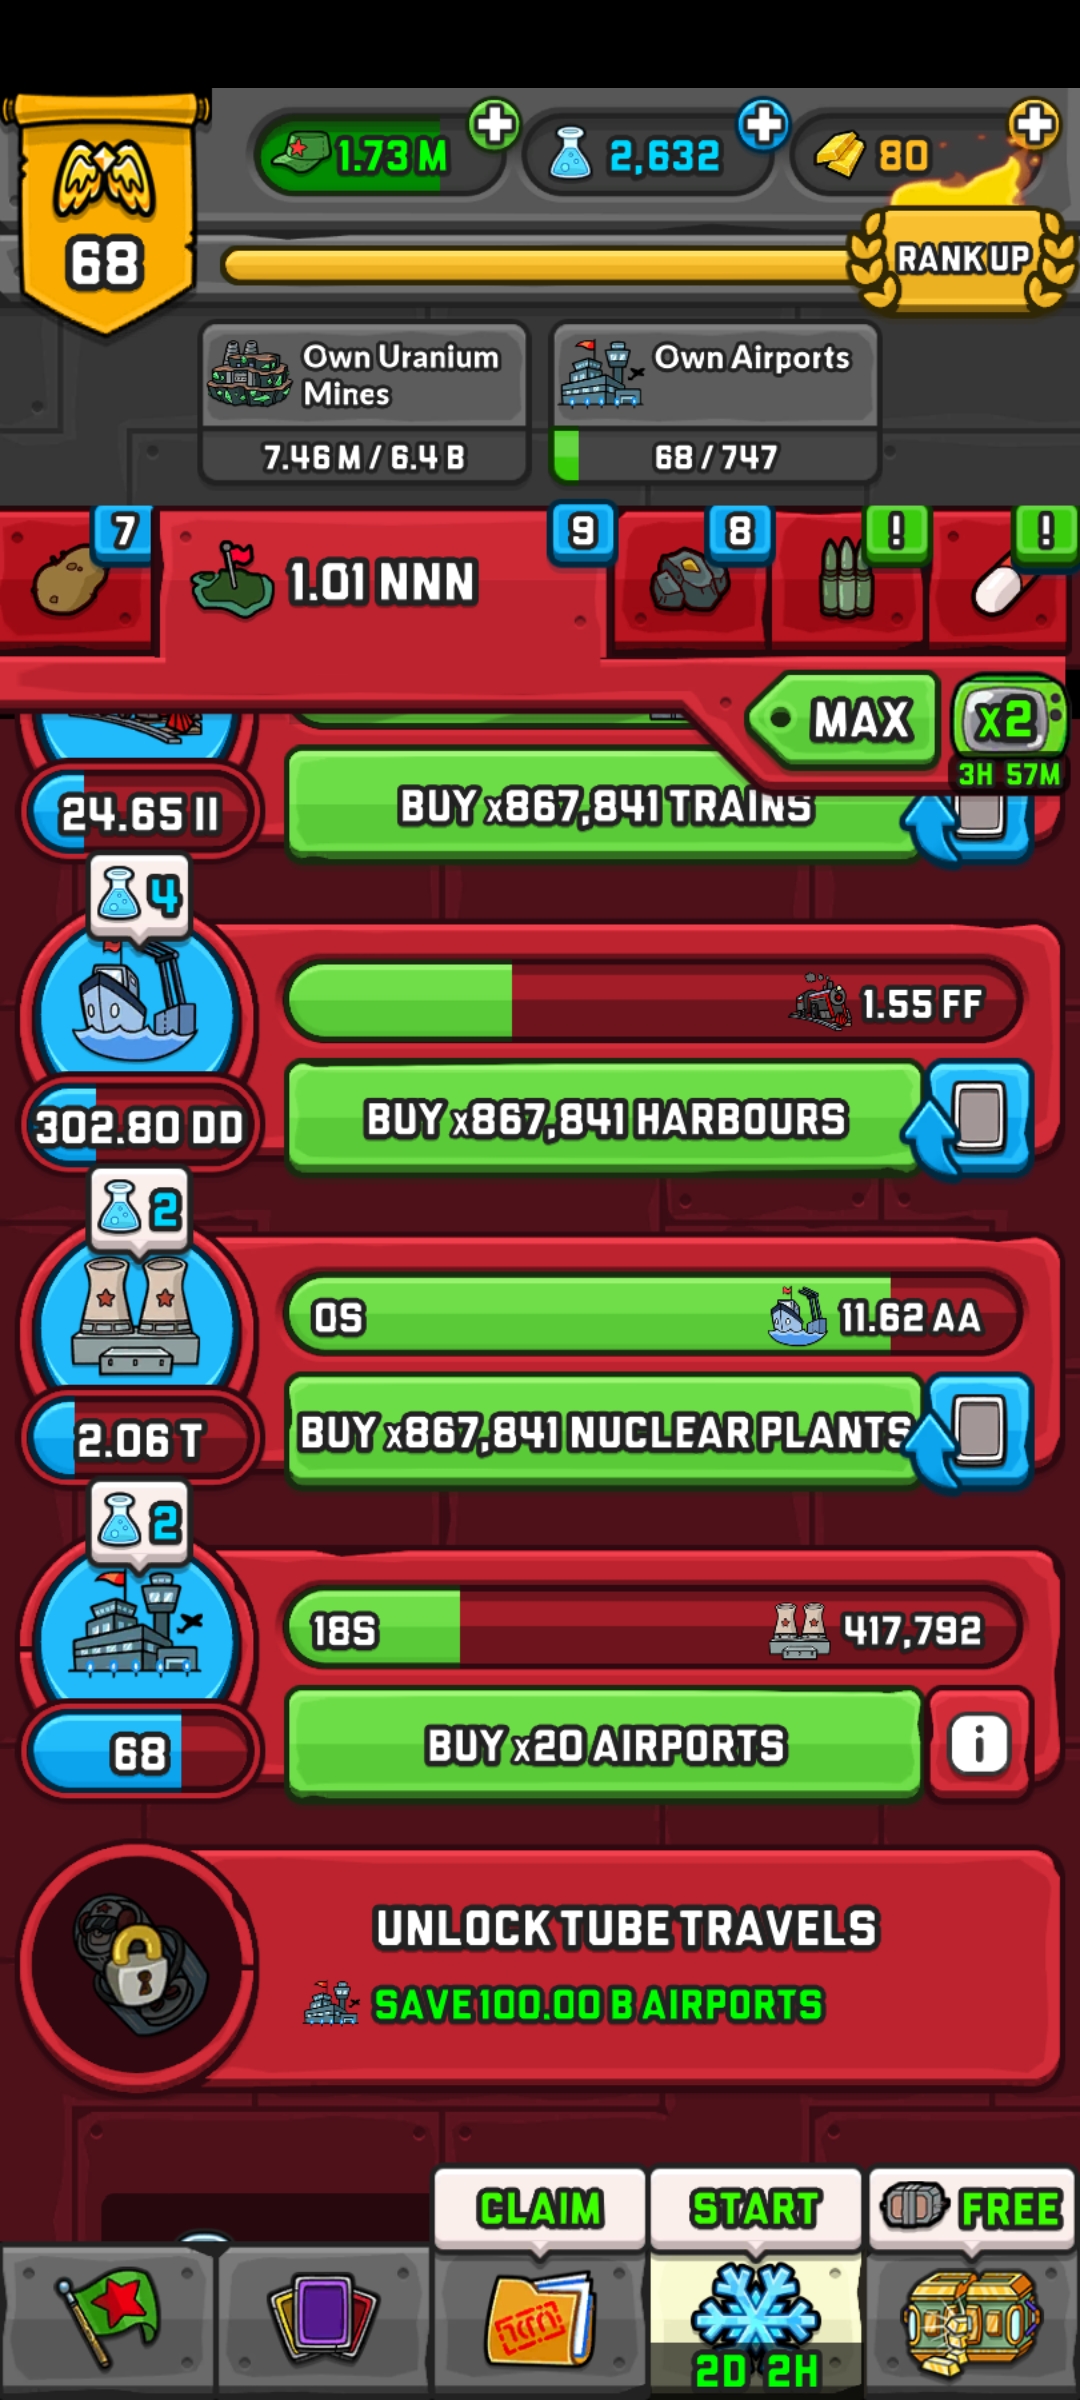 1.73 M
2,632
80
68
RANK UP
Own Uranium
Mines
7.46 M / 6.4 B
Own Airports
68 / 747
7
1.01 NNN
9
8
!
!
MAX
x2
3H 57M
24.65 II
BUY x867,841 TRAINS
4
1.55 FF
302.80 DD
BUY x867,841 HARBOURS
2
0S
11.62 AA
2.06 T
BUY x867,841 NUCLEAR PLANTS
2
18S
417,792
68
BUY x20 AIRPORTS
i
UNLOCK TUBE TRAVELS
SAVE 100.00 B AIRPORTS
CLAIM
START
FREE
2D 2H